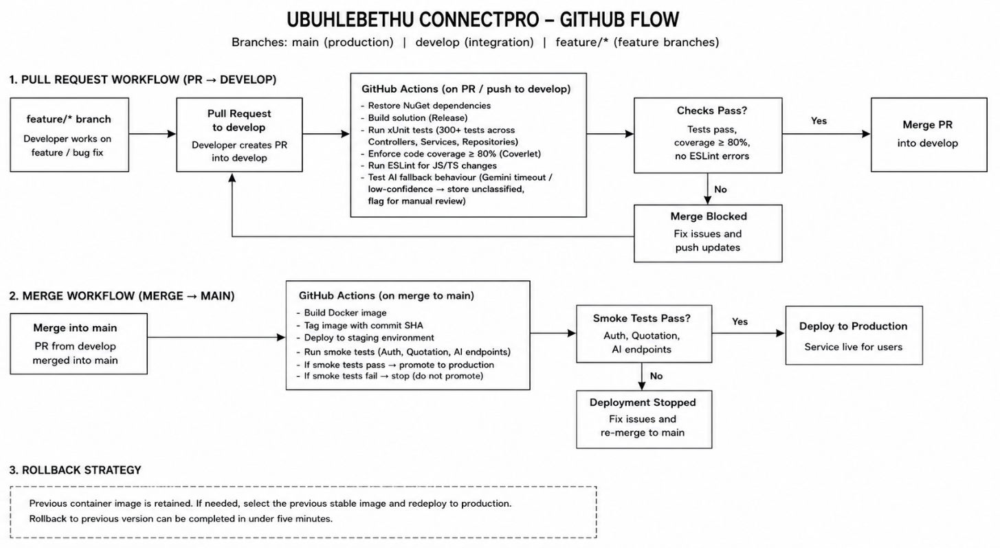 UBUHLEBETHU CONNECTPRO – GITHUB FLOW
Branches: main (production) | develop (integration) | feature/* (feature branches)
1. PULL REQUEST WORKFLOW (PR → DEVELOP)
feature/* branch
Developer works on
feature / bug fix
Pull Request
to develop
Developer creates PR
into develop
GitHub Actions (on PR / push to develop)
- Restore NuGet dependencies
- Build solution (Release)
- Run xUnit tests (300+ tests across
Controllers, Services, Repositories)
- Enforce code coverage ≥ 80% (Coverlet)
- Run ESLint for JS/TS changes
- Test AI fallback behaviour (Gemini timeout /
low-confidence → store unclassified,
flag for manual review)
Checks Pass?
Tests pass,
coverage ≥ 80%,
no ESLint errors
Yes
Merge PR
into develop
No
Merge Blocked
Fix issues and
push updates
2. MERGE WORKFLOW (MERGE → MAIN)
Merge into main
PR from develop
merged into main
GitHub Actions (on merge to main)
- Build Docker image
- Tag image with commit SHA
- Deploy to staging environment
- Run smoke tests (Auth, Quotation, AI endpoints)
- If smoke tests pass → promote to production
- If smoke tests fail → stop (do not promote)
Smoke Tests Pass?
Auth, Quotation,
AI endpoints
Yes
Deploy to Production
Service live for users
No
Deployment Stopped
Fix issues and
re-merge to main
3. ROLLBACK STRATEGY
Previous container image is retained. If needed, select the previous stable image and redeploy to production.
Rollback to previous version can be completed in under five minutes.